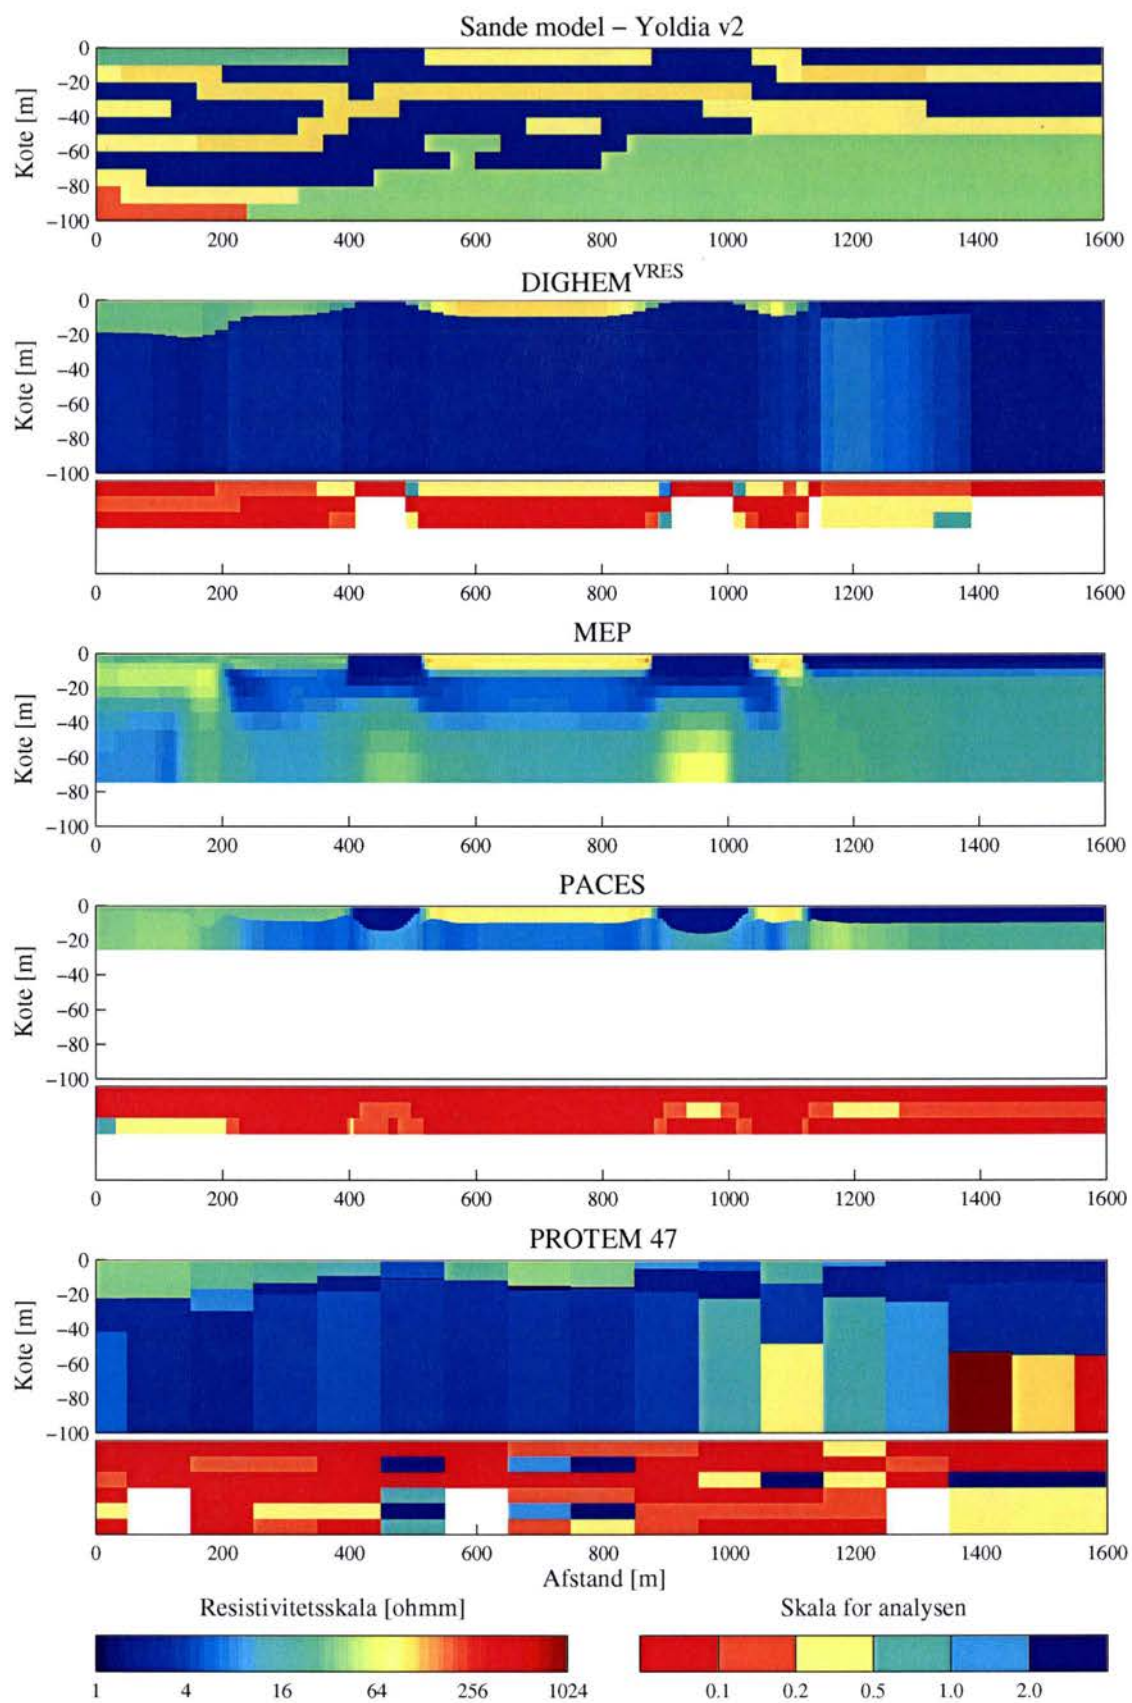 Sande model – Yoldia v2
Kote [m]
0
−20
−40
−60
−80
−100
0 200 400 600 800 1000 1200 1400 1600
DIGHEM^VRES
Kote [m]
0
−20
−40
−60
−80
−100
0 200 400 600 800 1000 1200 1400 1600
MEP
Kote [m]
0
−20
−40
−60
−80
−100
0 200 400 600 800 1000 1200 1400 1600
PACES
Kote [m]
0
−20
−40
−60
−80
−100
0 200 400 600 800 1000 1200 1400 1600
PROTEM 47
Kote [m]
0
−20
−40
−60
−80
−100
0 200 400 600 800 1000 1200 1400 1600
Afstand [m]
Resistivitetsskala [ohmm]
1 4 16 64 256 1024
Skala for analysen
0.1 0.2 0.5 1.0 2.0